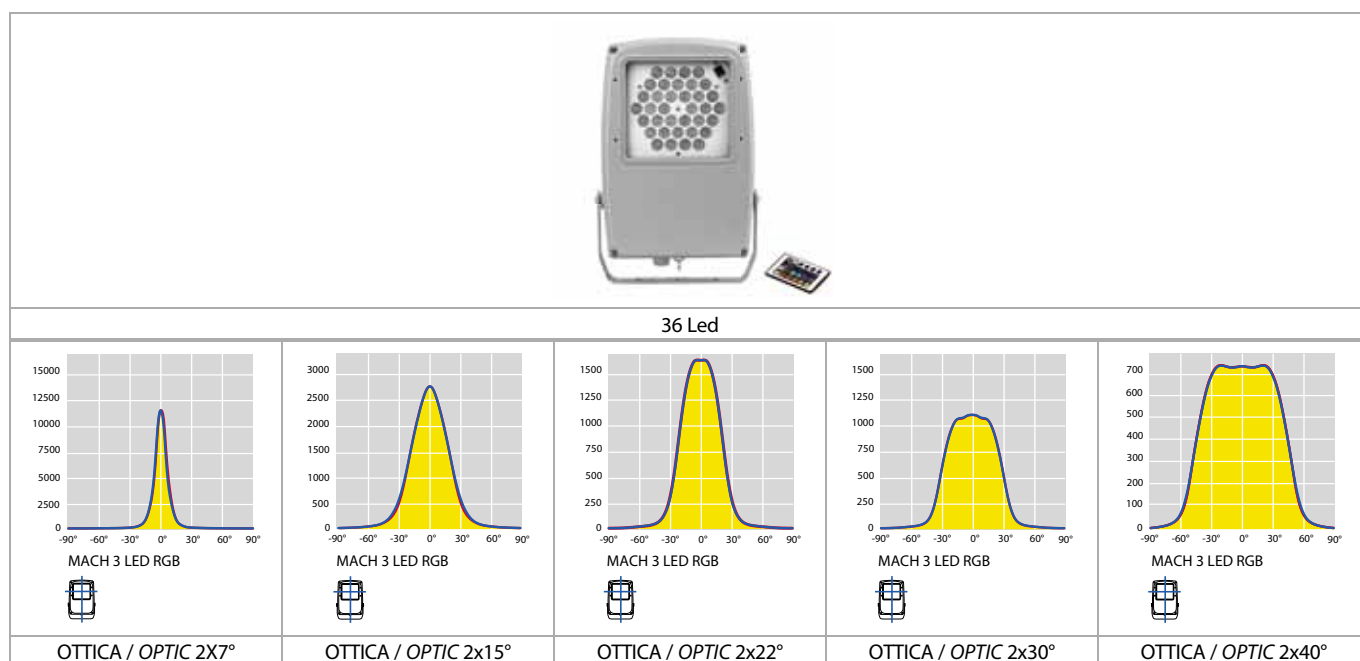 36 Led
15000
12500
10000
7500
5000
2500
0
-90° -60° -30° 0° 30° 60° 90°
MACH 3 LED RGB
OTTICA / OPTIC 2X7°
3000
2500
2000
1500
1000
500
0
-90° -60° -30° 0° 30° 60° 90°
MACH 3 LED RGB
OTTICA / OPTIC 2x15°
1500
1250
1000
750
500
250
0
-90° -60° -30° 0° 30° 60° 90°
MACH 3 LED RGB
OTTICA / OPTIC 2x22°
1500
1250
1000
750
500
250
0
-90° -60° -30° 0° 30° 60° 90°
MACH 3 LED RGB
OTTICA / OPTIC 2x30°
700
600
500
400
300
200
100
0
-90° -60° -30° 0° 30° 60° 90°
MACH 3 LED RGB
OTTICA / OPTIC 2x40°